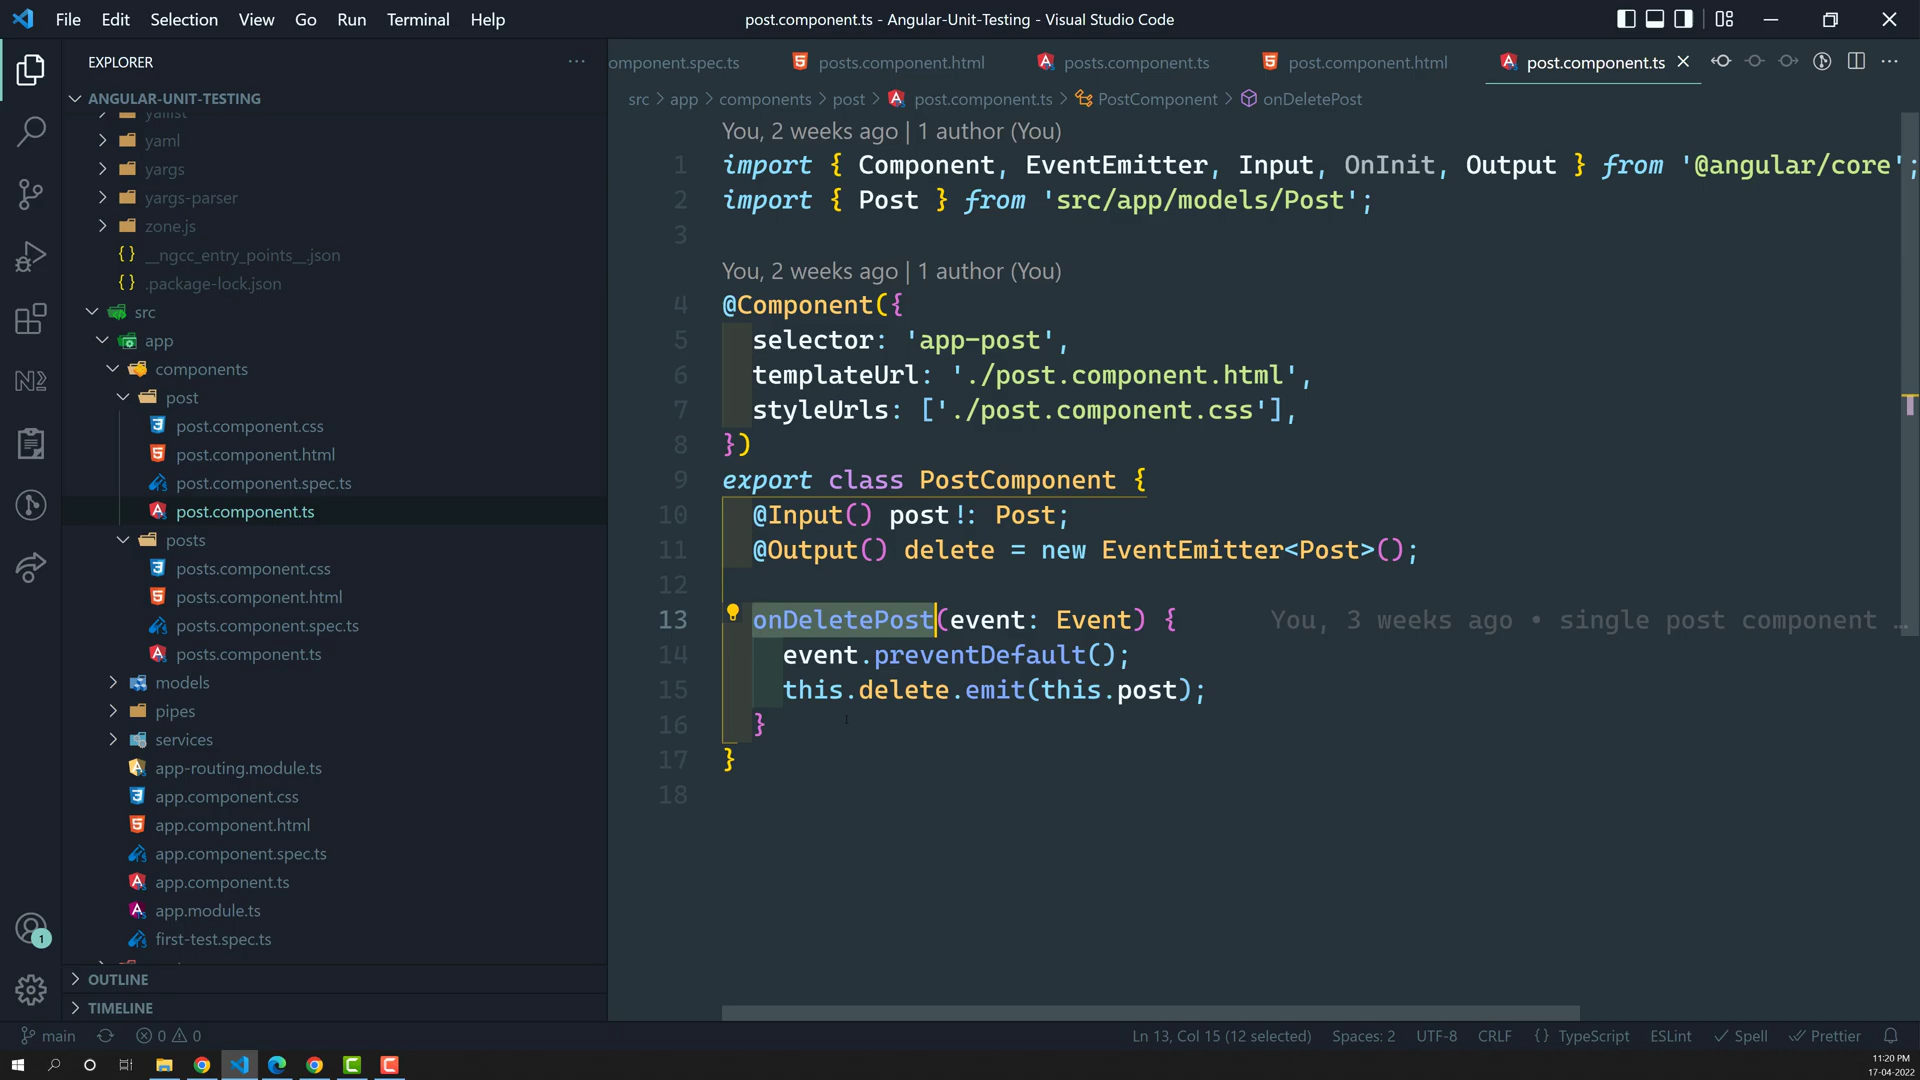 File Edit Selection View Go Run Terminal Help
post.component.ts - Angular-Unit-Testing - Visual Studio Code
EXPLORER
ANGULAR-UNIT-TESTING
yallist
yaml
yargs
yargs-parser
zone.js
{} __ngcc_entry_points__.json
{} .package-lock.json
src
app
components
post
post.component.css
post.component.html
post.component.spec.ts
post.component.ts
posts
posts.component.css
posts.component.html
posts.component.spec.ts
posts.component.ts
models
pipes
services
app-routing.module.ts
app.component.css
app.component.html
app.component.spec.ts
app.component.ts
app.module.ts
first-test.spec.ts
OUTLINE
TIMELINE
omponent.spec.ts posts.component.html posts.component.ts post.component.html post.component.ts
src > app > components > post > post.component.ts > PostComponent > onDeletePost
You, 2 weeks ago | 1 author (You)
1 import { Component, EventEmitter, Input, OnInit, Output } from '@angular/core';
2 import { Post } from 'src/app/models/Post';
3
You, 2 weeks ago | 1 author (You)
4 @Component({
5 selector: 'app-post',
6 templateUrl: './post.component.html',
7 styleUrls: ['./post.component.css'],
8 })
9 export class PostComponent {
10 @Input() post!: Post;
11 @Output() delete = new EventEmitter<Post>();
12
13 onDeletePost(event: Event) { You, 3 weeks ago • single post component …
14 event.preventDefault();
15 this.delete.emit(this.post);
16 }
17 }
18
main 0 0
Ln 13, Col 15 (12 selected) Spaces: 2 UTF-8 CRLF {} TypeScript ESLint Spell Prettier
1
11:20 PM
17-04-2022